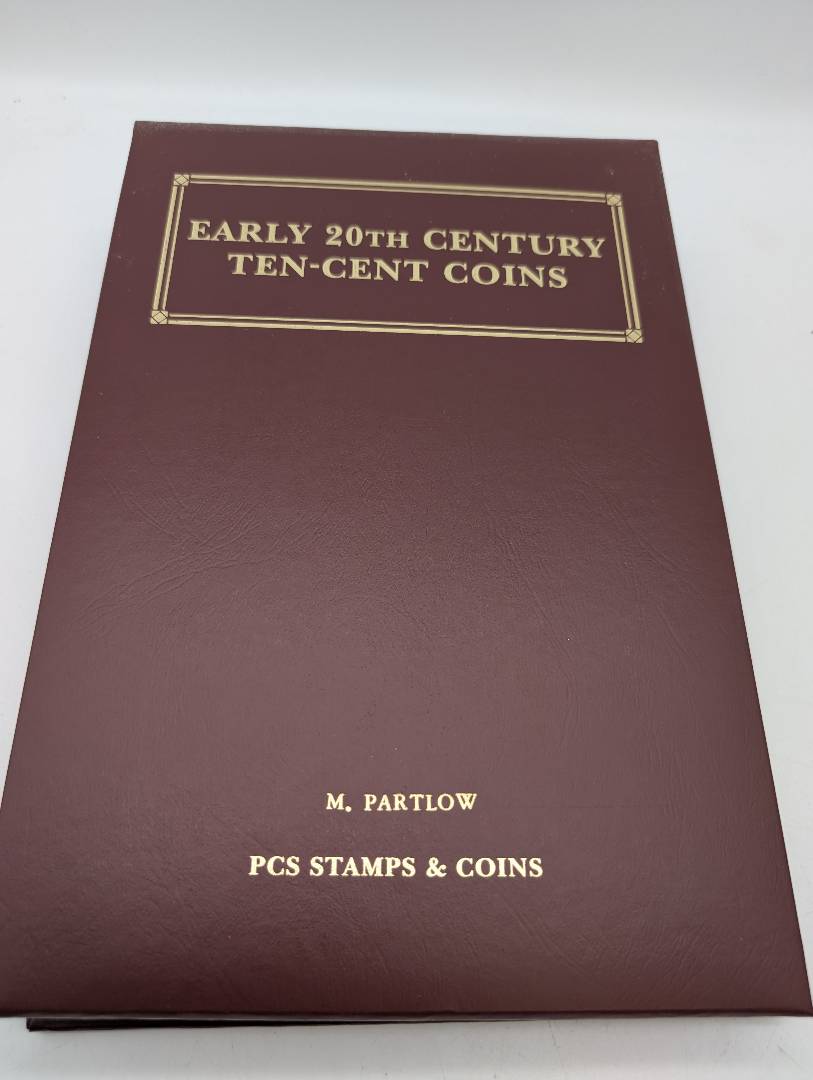 EARLY 20TH CENTURY
TEN-CENT COINS
M. PARTLOW
PCS STAMPS & COINS